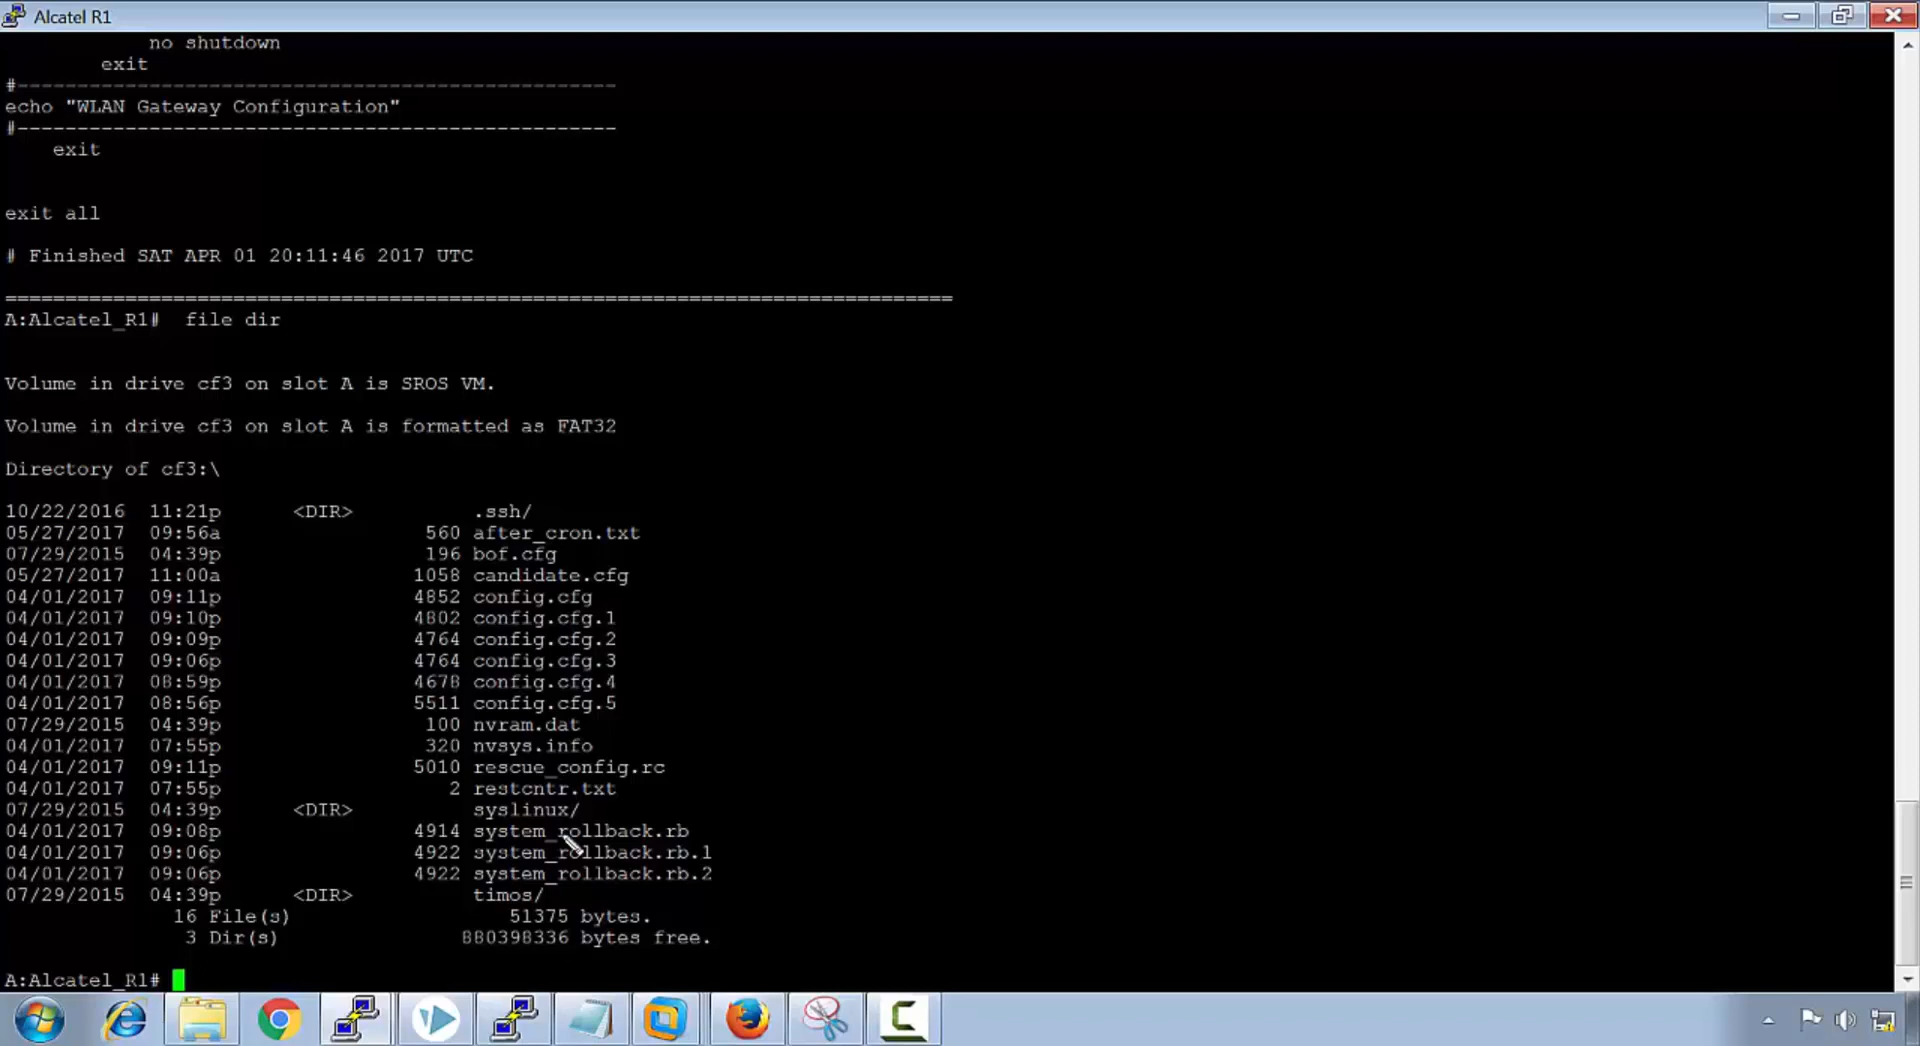 Alcatel R1
no shutdown
exit
#--------------------------------------------------
echo "WLAN Gateway Configuration"
#--------------------------------------------------
exit
exit all
# Finished SAT APR 01 20:11:46 2017 UTC
===============================================================================
A:Alcatel_R1#  file dir
Volume in drive cf3 on slot A is SROS VM.
Volume in drive cf3 on slot A is formatted as FAT32
Directory of cf3:\
10/22/2016  11:21p      <DIR>          .ssh/
05/27/2017  09:56a                 560 after_cron.txt
07/29/2015  04:39p                 196 bof.cfg
05/27/2017  11:00a                1058 candidate.cfg
04/01/2017  09:11p                4852 config.cfg
04/01/2017  09:10p                4802 config.cfg.1
04/01/2017  09:09p                4764 config.cfg.2
04/01/2017  09:06p                4764 config.cfg.3
04/01/2017  08:59p                4678 config.cfg.4
04/01/2017  08:56p                5511 config.cfg.5
07/29/2015  04:39p                 100 nvram.dat
04/01/2017  07:55p                 320 nvsys.info
04/01/2017  09:11p                5010 rescue_config.rc
04/01/2017  07:55p                   2 restcntr.txt
07/29/2015  04:39p      <DIR>          syslinux/
04/01/2017  09:08p                4914 system_rollback.rb
04/01/2017  09:06p                4922 system_rollback.rb.1
04/01/2017  09:06p                4922 system_rollback.rb.2
07/29/2015  04:39p      <DIR>          timos/
16 File(s)                  51375 bytes.
3 Dir(s)               880398336 bytes free.
A:Alcatel_R1#